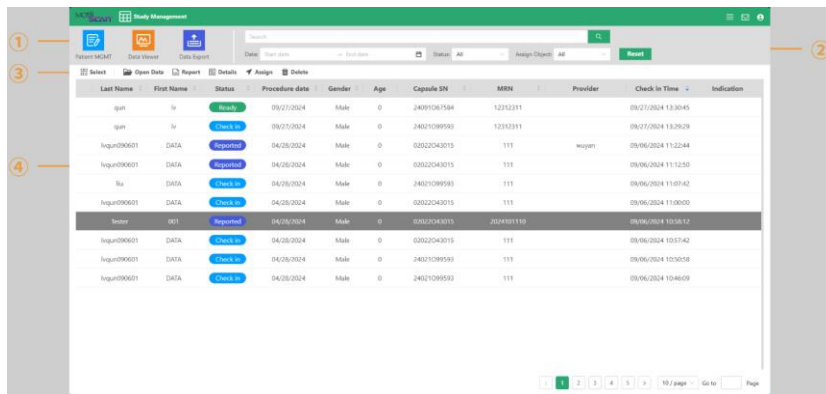 Study Management
① Patient MGMT Data Viewer Data Export
Search
Date: Start date → End date Status: All Assign Object: All Reset ②
③ Select Open Data Report Details Assign Delete
Last Name First Name Status Procedure date Gender Age Capsule SN MRN Provider Check in Time Indication
qun lv Ready 09/27/2024 Male 0 24091O67584 12312311 09/27/2024 13:30:45
qun lv Check in 09/27/2024 Male 0 24021O99593 12312311 09/27/2024 13:29:29
lvqun090601 DATA Reported 04/28/2024 Male 0 02022O43015 111 wuyan 09/06/2024 11:22:44
④ lvqun090601 DATA Reported 04/28/2024 Male 0 02022O43015 111 09/06/2024 11:12:50
liu DATA Check in 04/28/2024 Male 0 24021O99593 111 09/06/2024 11:07:42
lvqun090601 DATA Check in 04/28/2024 Male 0 02022O43015 111 09/06/2024 11:00:00
Tester 001 Reported 04/28/2024 Male 0 02022O43015 2024101110 09/06/2024 10:58:12
lvqun090601 DATA Check in 04/28/2024 Male 0 02022O43015 111 09/06/2024 10:57:42
lvqun090601 DATA Check in 04/28/2024 Male 0 24021O99593 111 09/06/2024 10:50:58
lvqun090601 DATA Check in 04/28/2024 Male 0 24021O99593 111 09/06/2024 10:46:09
< 1 2 3 4 5 > 10 / page Go to Page